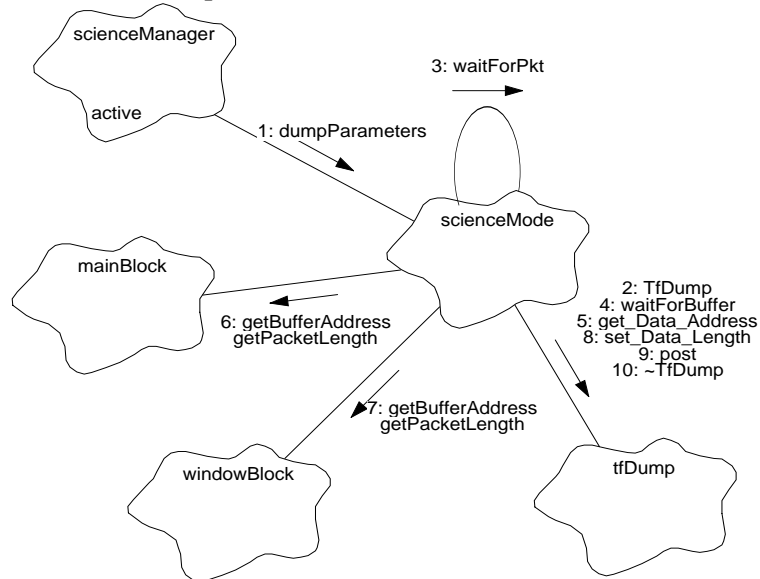 scienceManager
active
1: dumpParameters
3: waitForPkt
scienceMode
mainBlock
6: getBufferAddress
getPacketLength
2: TfDump
4: waitForBuffer
5: get_Data_Address
8: set_Data_Length
9: post
10: ~TfDump
7: getBufferAddress
getPacketLength
windowBlock
tfDump